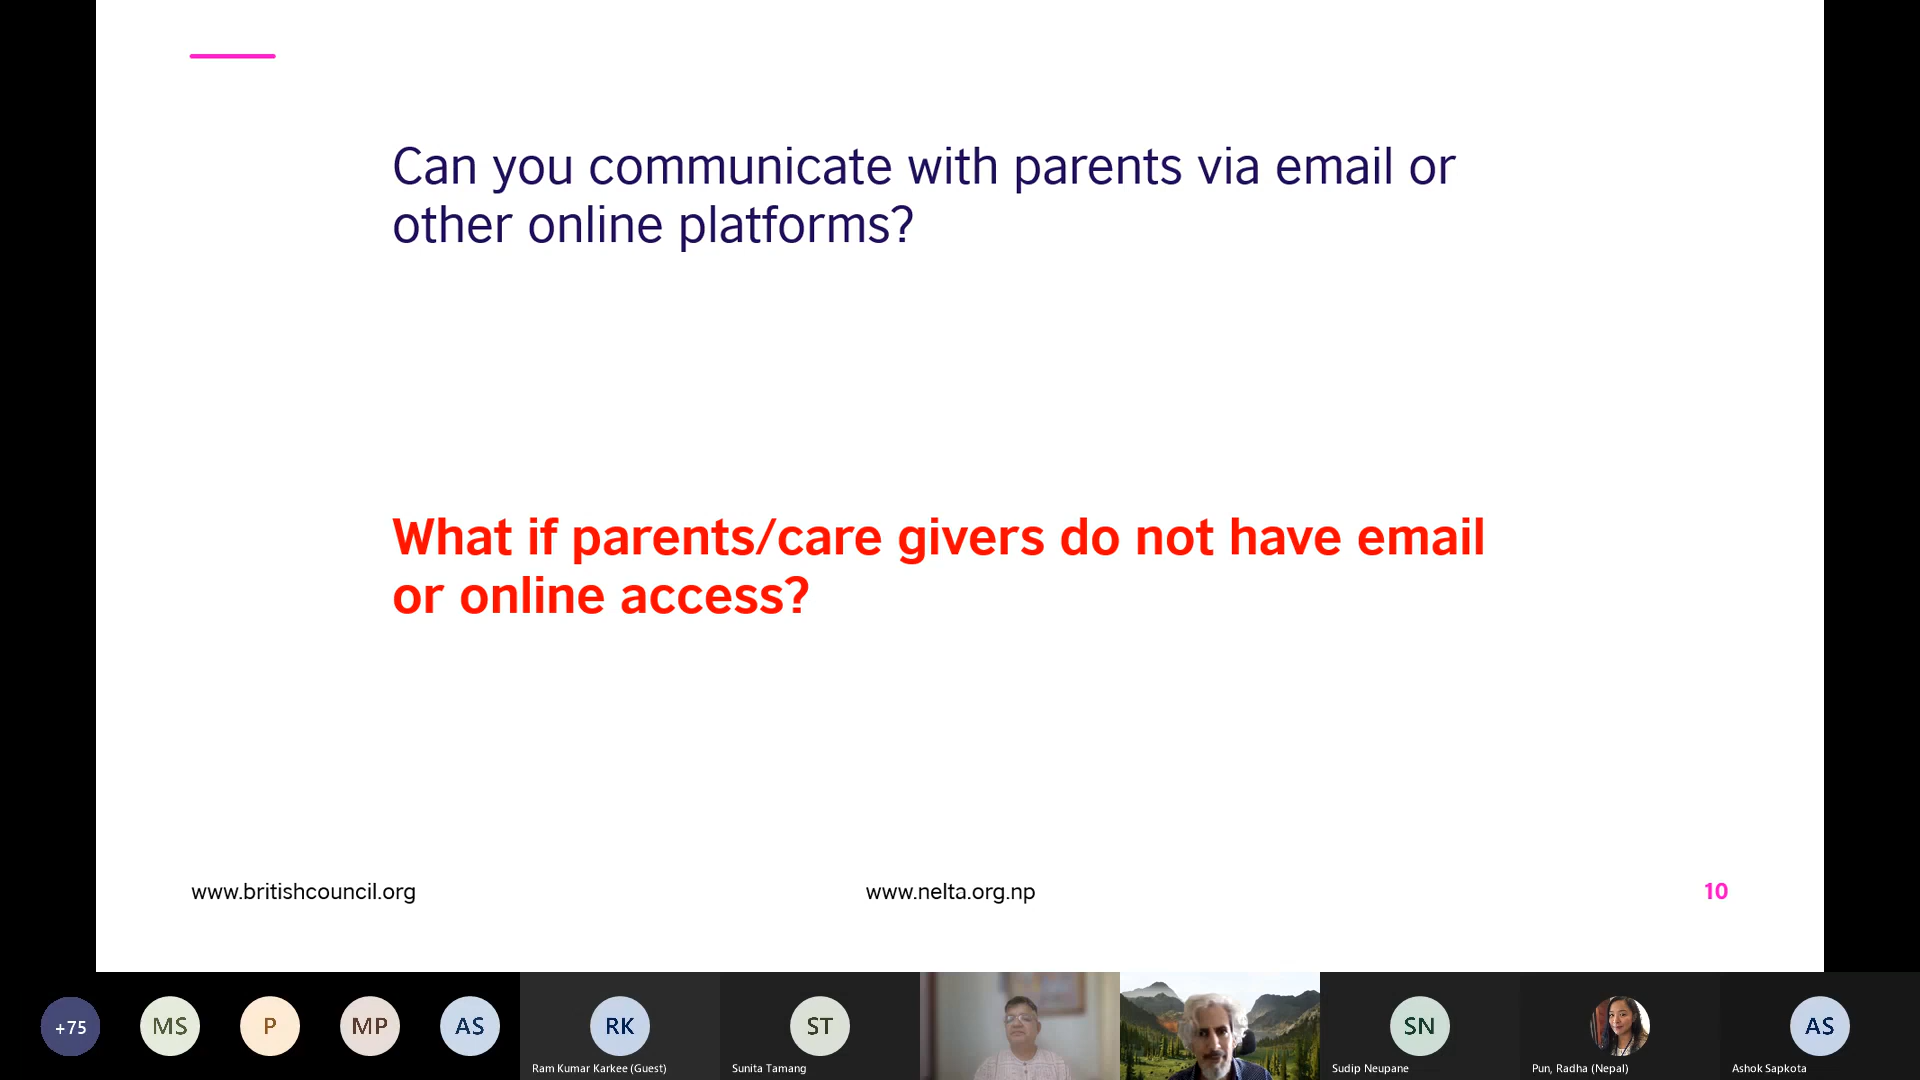 Can you communicate with parents via email or
other online platforms?
What if parents/care givers do not have email
or online access?
www.britishcouncil.org
www.nelta.org.np
10
+75
MS
P
MP
AS
RK
Ram Kumar Karkee (Guest)
ST
Sunita Tamang
SN
Sudip Neupane
Pun, Radha (Nepal)
AS
Ashok Sapkota